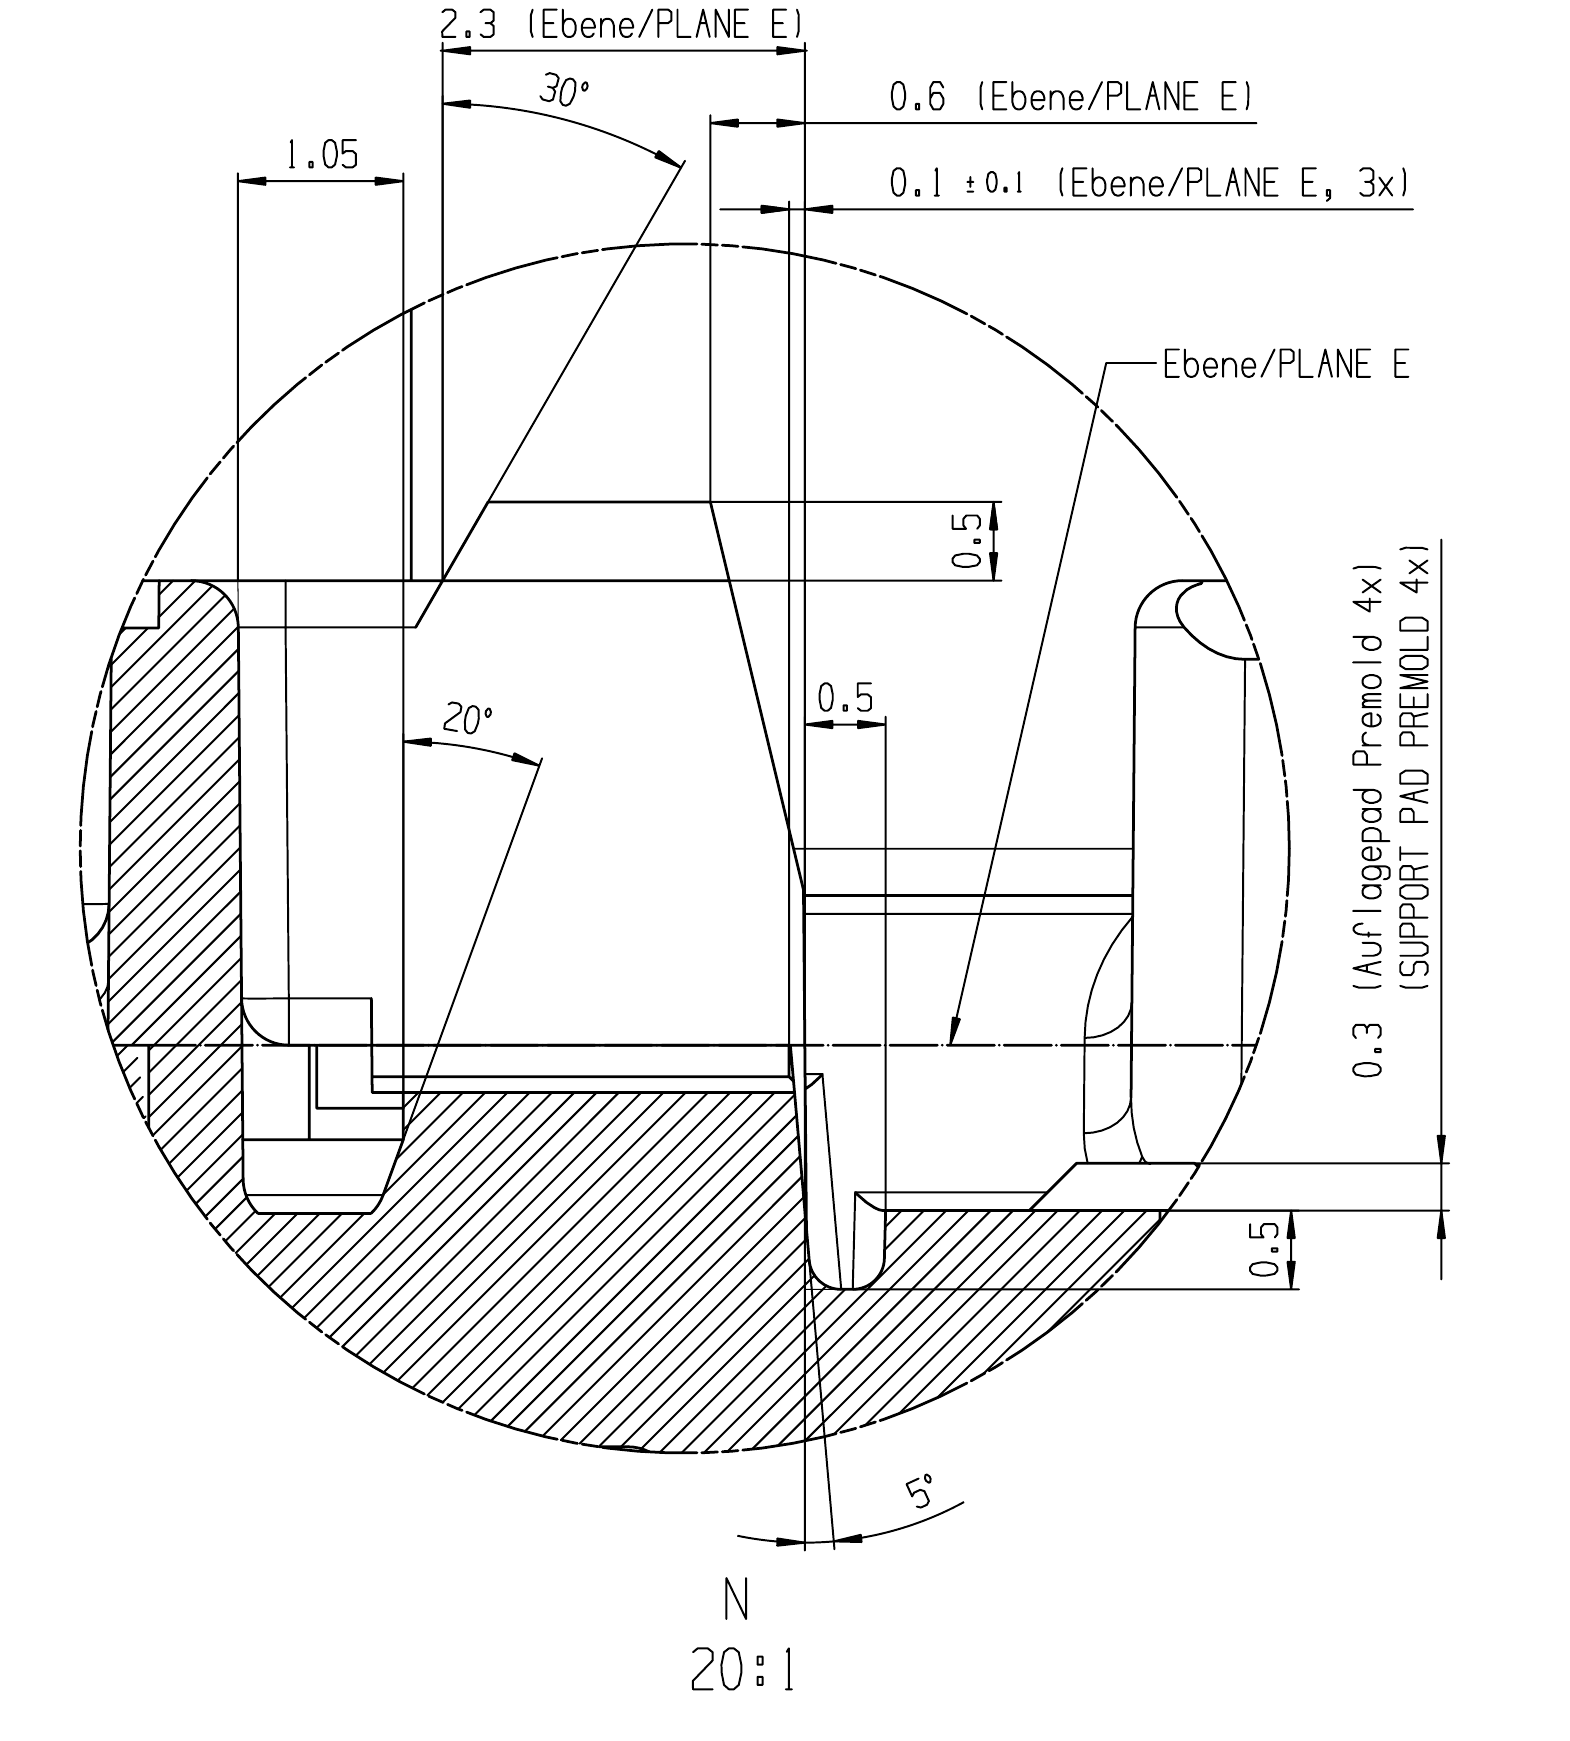 2.3 (Ebene/PLANE E)
30°
0.6 (Ebene/PLANE E)
1.05
0.1 ±0.1 (Ebene/PLANE E, 3x)
Ebene/PLANE E
0.5
0.3 (Auflagepad Premold 4x)
(SUPPORT PAD PREMOLD 4x)
20°
0.5
0.5
5°
N
20:1